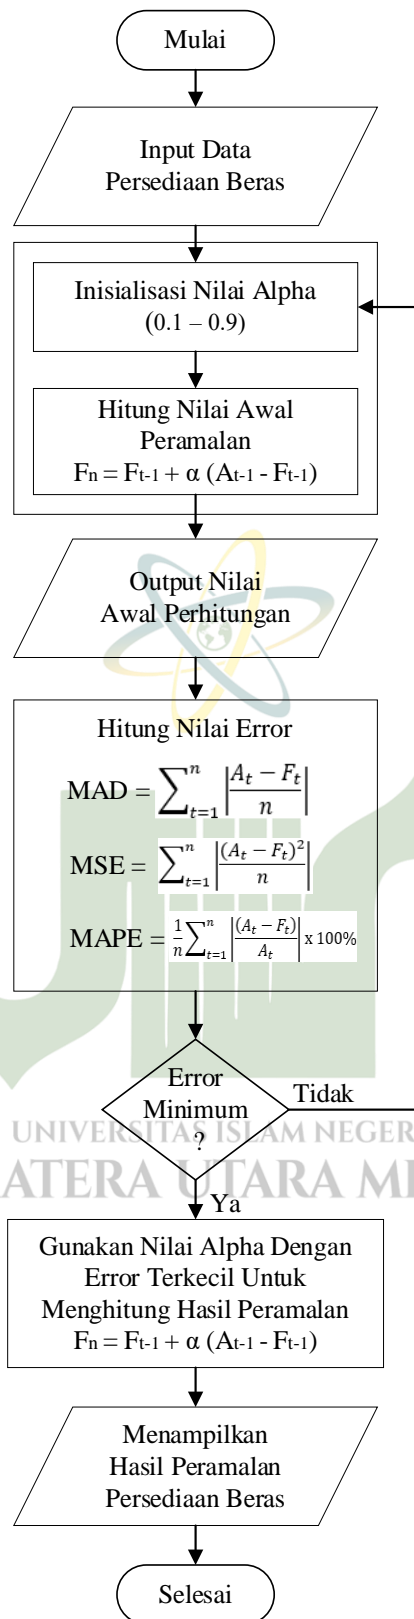 Mulai
Input Data
Persediaan Beras
Inisialisasi Nilai Alpha
(0.1 – 0.9)
Hitung Nilai Awal
Peramalan
Fn = Ft-1 + α (At-1 - Ft-1)
Output Nilai
Awal Perhitungan
Hitung Nilai Error
MAD = ∑ₜ₌₁ⁿ |(Aₜ − Fₜ)/n|
MSE = ∑ₜ₌₁ⁿ |(Aₜ − Fₜ)²/n|
MAPE = 1/n ∑ₜ₌₁ⁿ |(Aₜ − Fₜ)/Aₜ| x 100%
Error
Minimum
?
Tidak
UNIVERSITAS ISLAM NEGER
ATERA UTARA M
Ya
Gunakan Nilai Alpha Dengan
Error Terkecil Untuk
Menghitung Hasil Peramalan
Fn = Ft-1 + α (At-1 - Ft-1)
Menampilkan
Hasil Peramalan
Persediaan Beras
Selesai